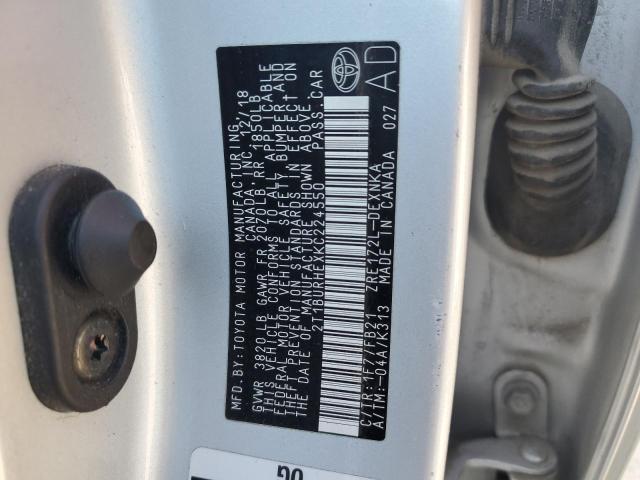 MFD.BY:TOYOTA MOTOR MANUFACTURING
CANADA,INC. 12/18
GVWR 3820 LB GAWR FR 2070LB RR 1850LB
THIS VEHICLE CONFORMS TO ALL APPLICABLE
FEDERAL MOTOR VEHICLE SAFETY, BUMPER, AND
THEFT PREVENTION STANDARDS IN EFFECT ON
THE DATE OF MANUFACTURE SHOWN ABOVE.
2T1BURHEXKC224550 PASS.CAR
C/TR:1F7/FB21 ZRE172L-DEXNKA
A/TM:-04A/K313 MADE IN CANADA 027
AD
TOYOTA
OG